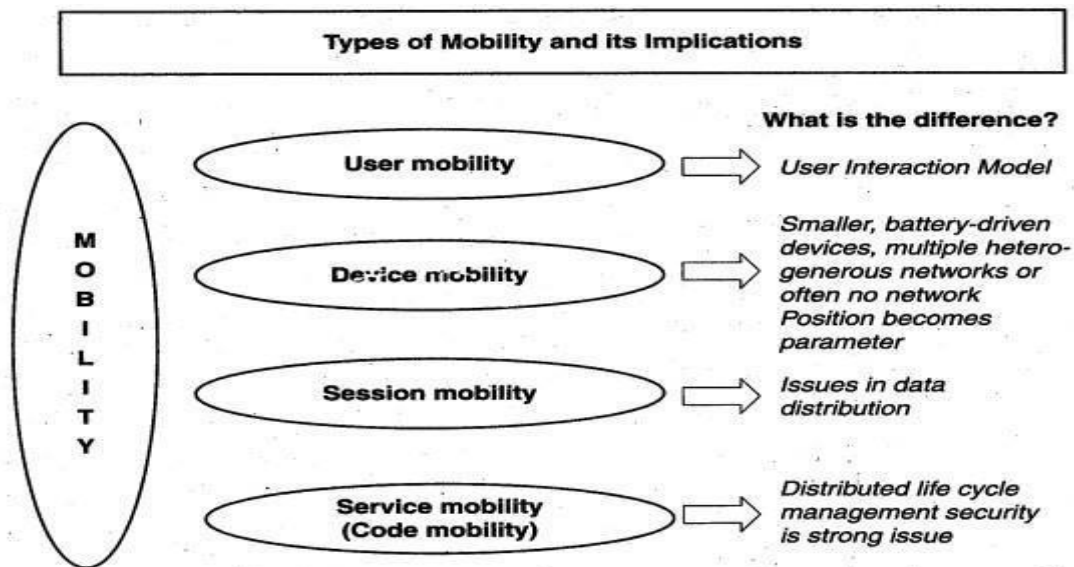 Types of Mobility and its Implications
What is the difference?
MOBILITY
User mobility
User Interaction Model
Device mobility
Smaller, battery-driven
devices, multiple hetero-
generous networks or
often no network
Position becomes
parameter
Session mobility
Issues in data
distribution
Service mobility
(Code mobility)
Distributed life cycle
management security
is strong issue